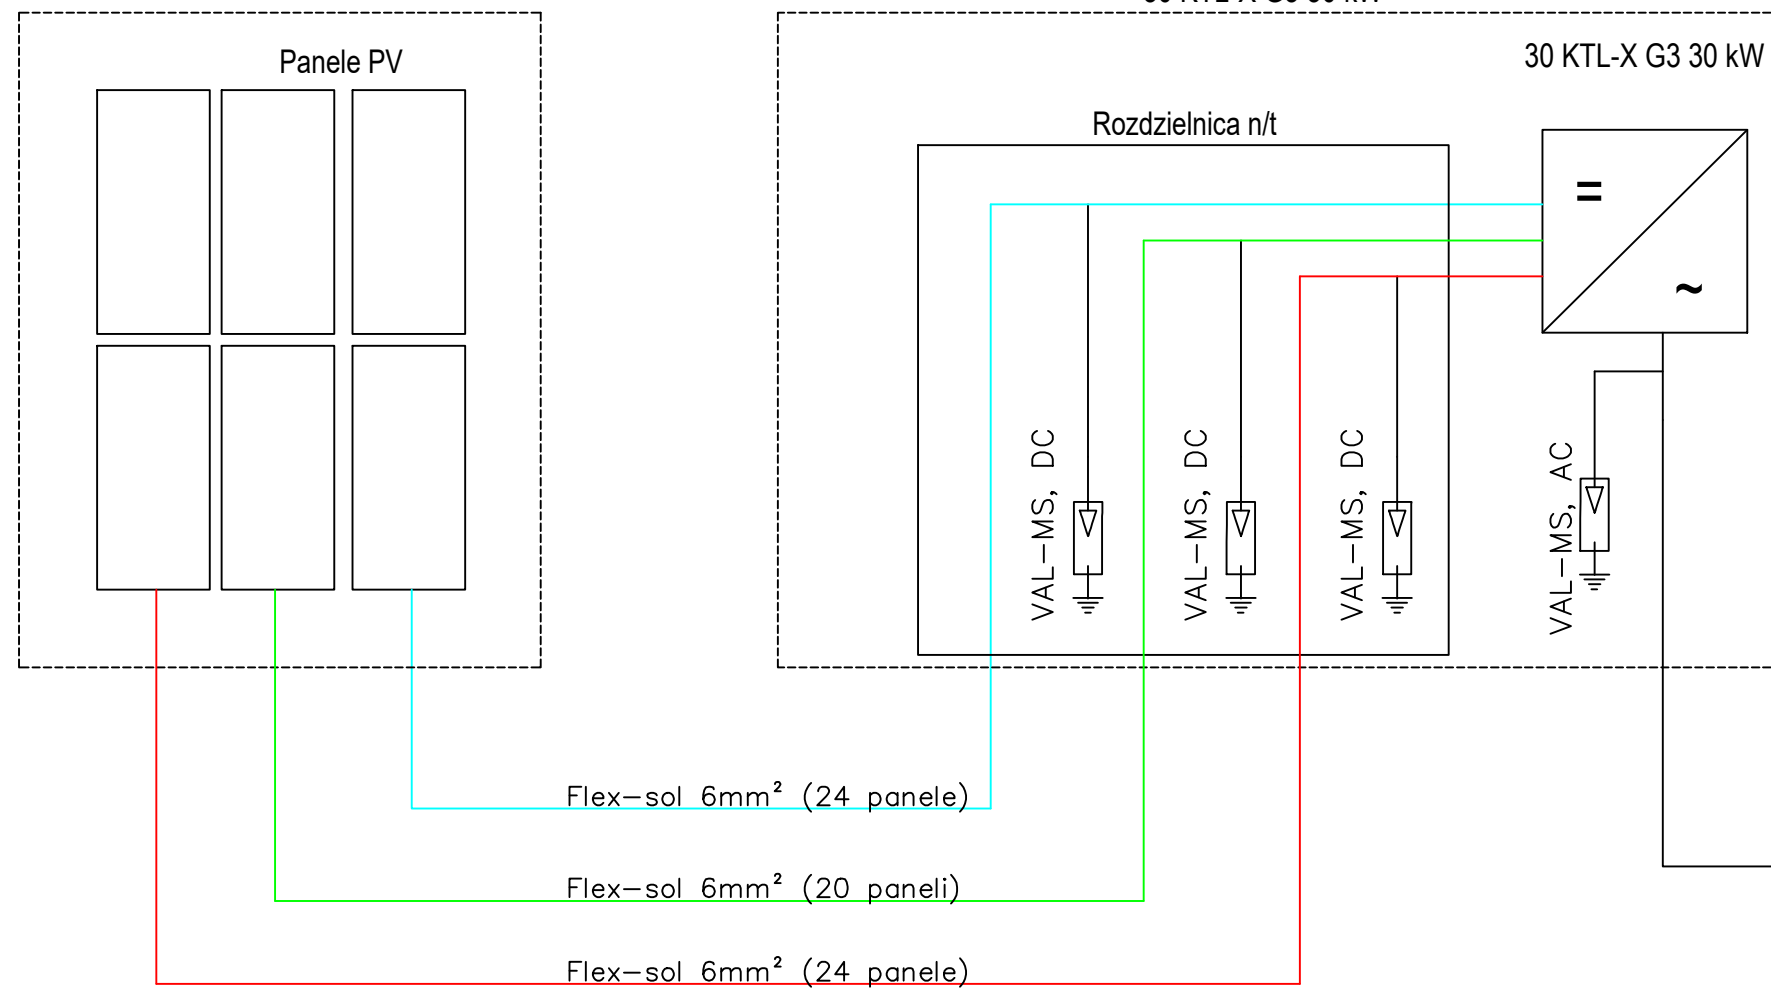 Panele PV
30 KTL-X G3 30 kW
Rozdzielnica n/t
=
~
VAL-MS, DC
VAL-MS, DC
VAL-MS, DC
VAL-MS, AC
Flex-sol 6mm² (24 panele)
Flex-sol 6mm² (20 paneli)
Flex-sol 6mm² (24 panele)